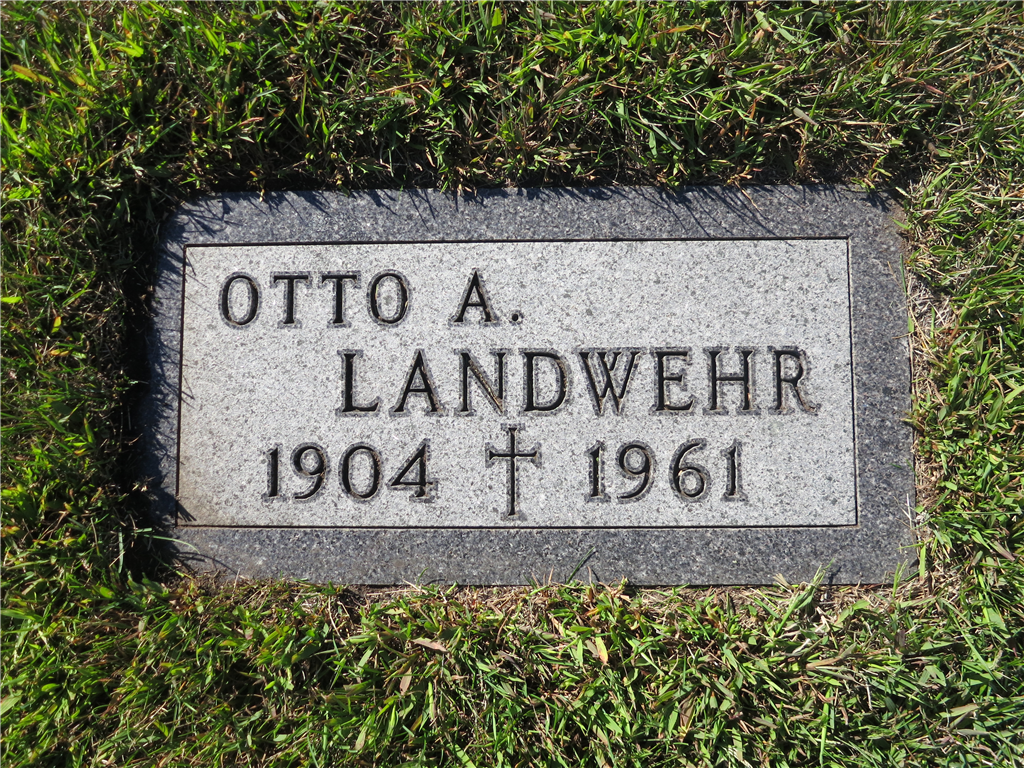 OTTO A.
LANDWEHR
1904 1961